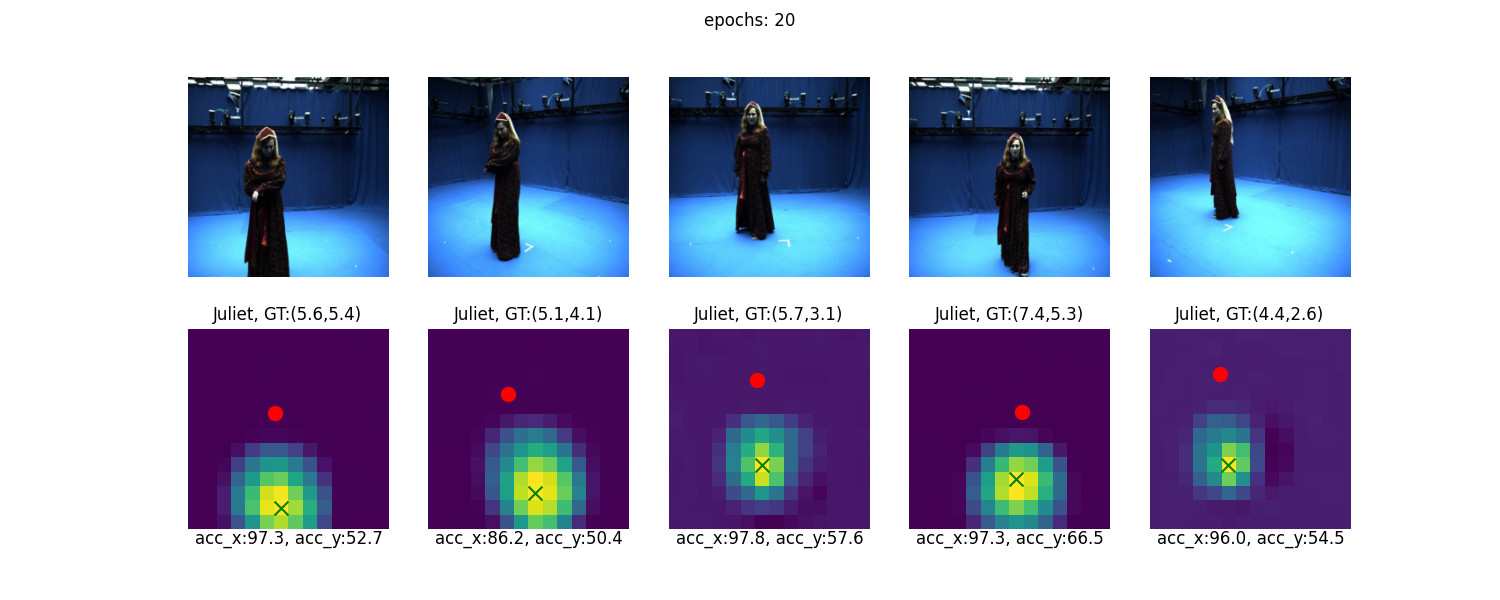 epochs: 20
Juliet, GT:(5.6,5.4)
Juliet, GT:(5.1,4.1)
Juliet, GT:(5.7,3.1)
Juliet, GT:(7.4,5.3)
Juliet, GT:(4.4,2.6)
acc_x:97.3, acc_y:52.7
acc_x:86.2, acc_y:50.4
acc_x:97.8, acc_y:57.6
acc_x:97.3, acc_y:66.5
acc_x:96.0, acc_y:54.5